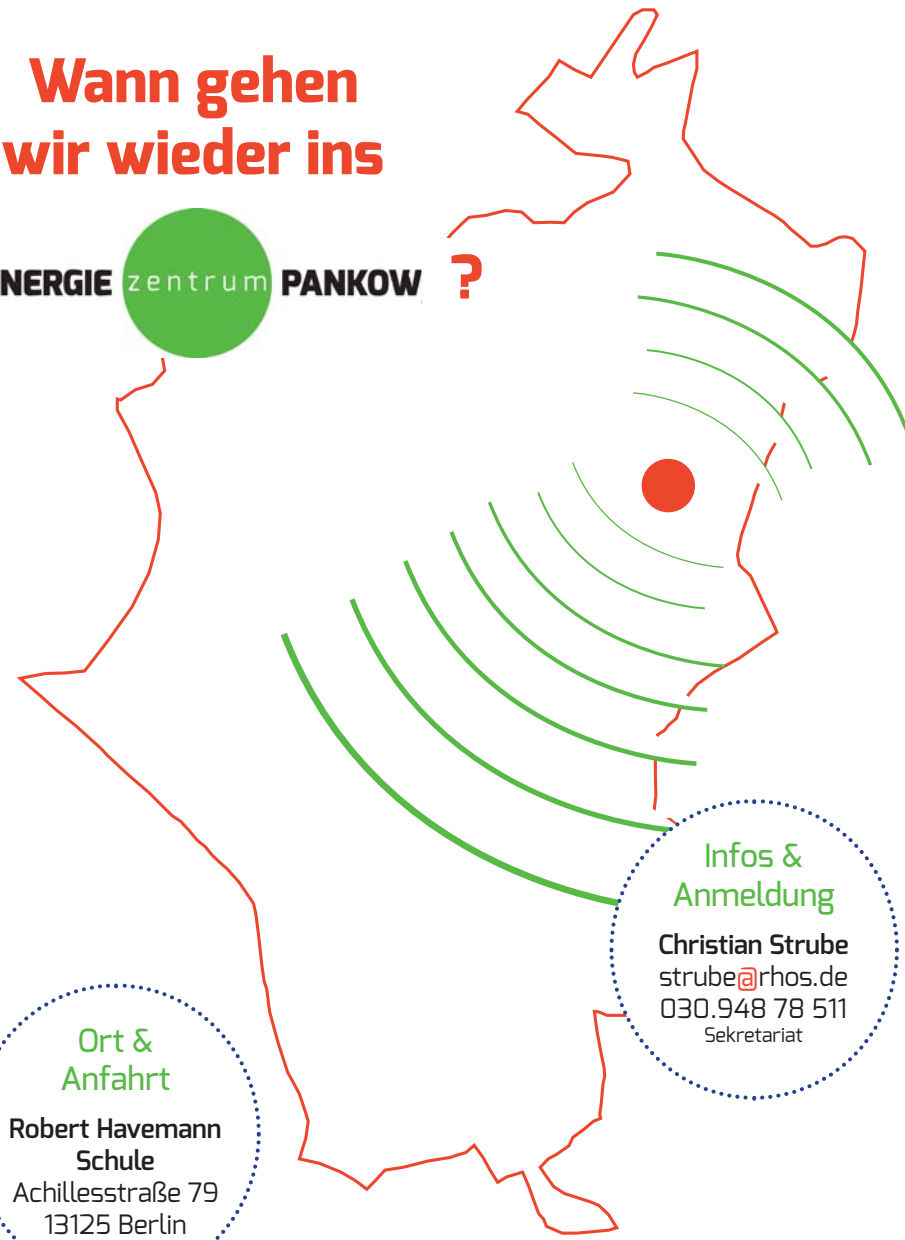 Wann gehen
wir wieder ins
NERGIE zentrum PANKOW ?
Infos &
Anmeldung
Christian Strube
strube@rhos.de
030.948 78 511
Sekretariat
Ort &
Anfahrt
Robert Havemann
Schule
Achillesstraße 79
13125 Berlin